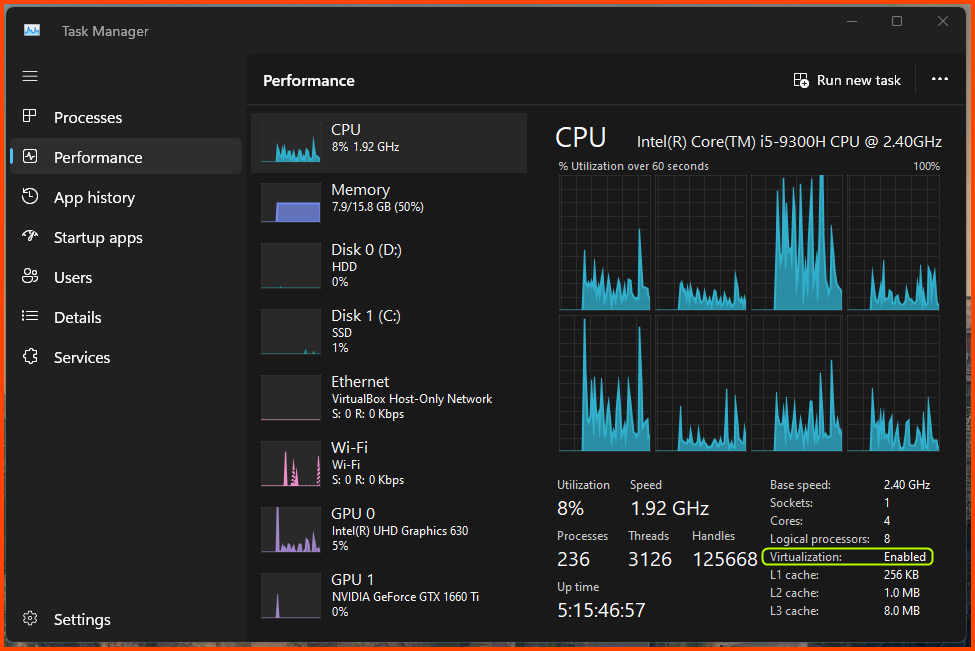 Task Manager
Performance
Run new task
Processes
Performance
App history
Startup apps
Users
Details
Services
Settings
CPU
8% 1.92 GHz
Memory
7.9/15.8 GB (50%)
Disk 0 (D:)
HDD
0%
Disk 1 (C:)
SSD
1%
Ethernet
VirtualBox Host-Only Network
S: 0 R: 0 Kbps
Wi-Fi
Wi-Fi
S: 0 R: 0 Kbps
GPU 0
Intel(R) UHD Graphics 630
5%
GPU 1
NVIDIA GeForce GTX 1660 Ti
0%
CPU Intel(R) Core(TM) i5-9300H CPU @ 2.40GHz
% Utilization over 60 seconds 100%
Utilization Speed
8% 1.92 GHz
Processes Threads Handles
236 3126 125668
Up time
5:15:46:57
Base speed: 2.40 GHz
Sockets: 1
Cores: 4
Logical processors: 8
Virtualization: Enabled
L1 cache: 256 KB
L2 cache: 1.0 MB
L3 cache: 8.0 MB